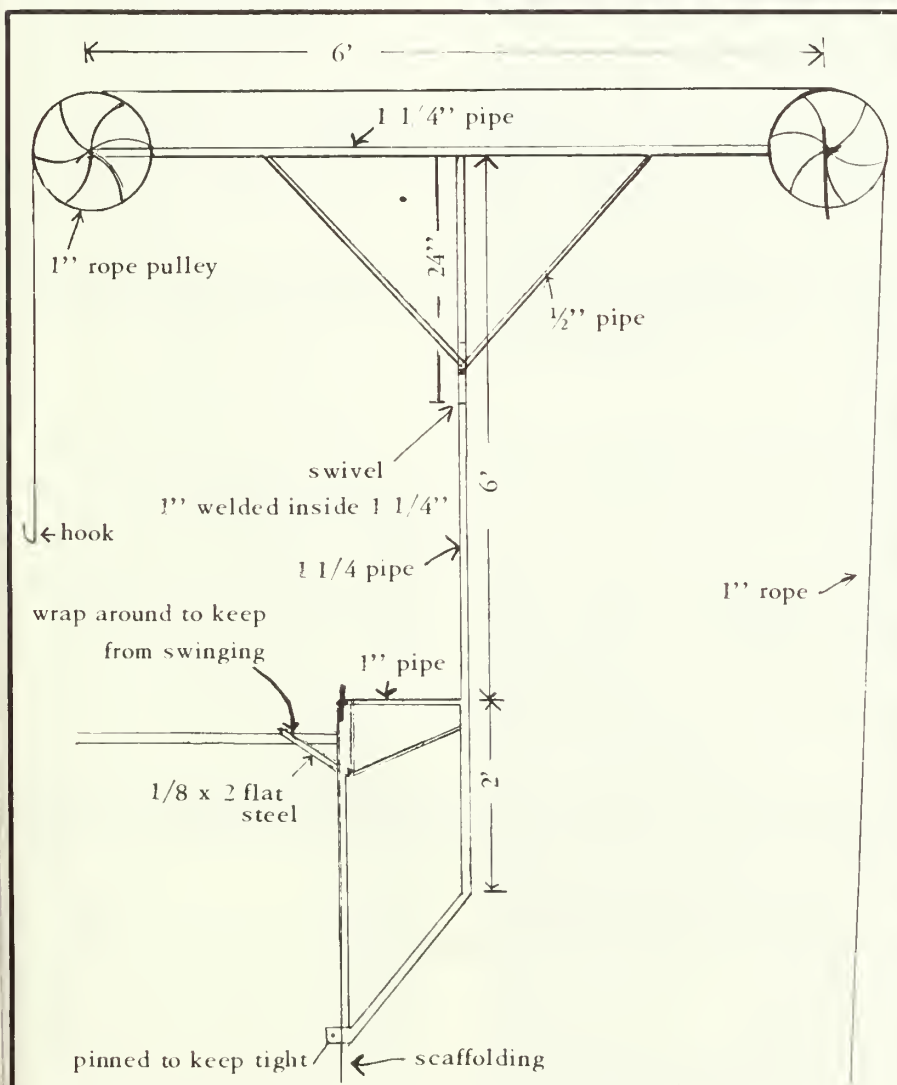 6'
1 1/4’’ pipe
1’’ rope pulley
24’’
½’’ pipe
swivel
1’’ welded inside 1 1/4’’
6'
hook
1 1/4 pipe
1’’ rope
wrap around to keep
from swinging
1’’ pipe
1/8 x 2 flat
steel
2'
pinned to keep tight
scaffolding